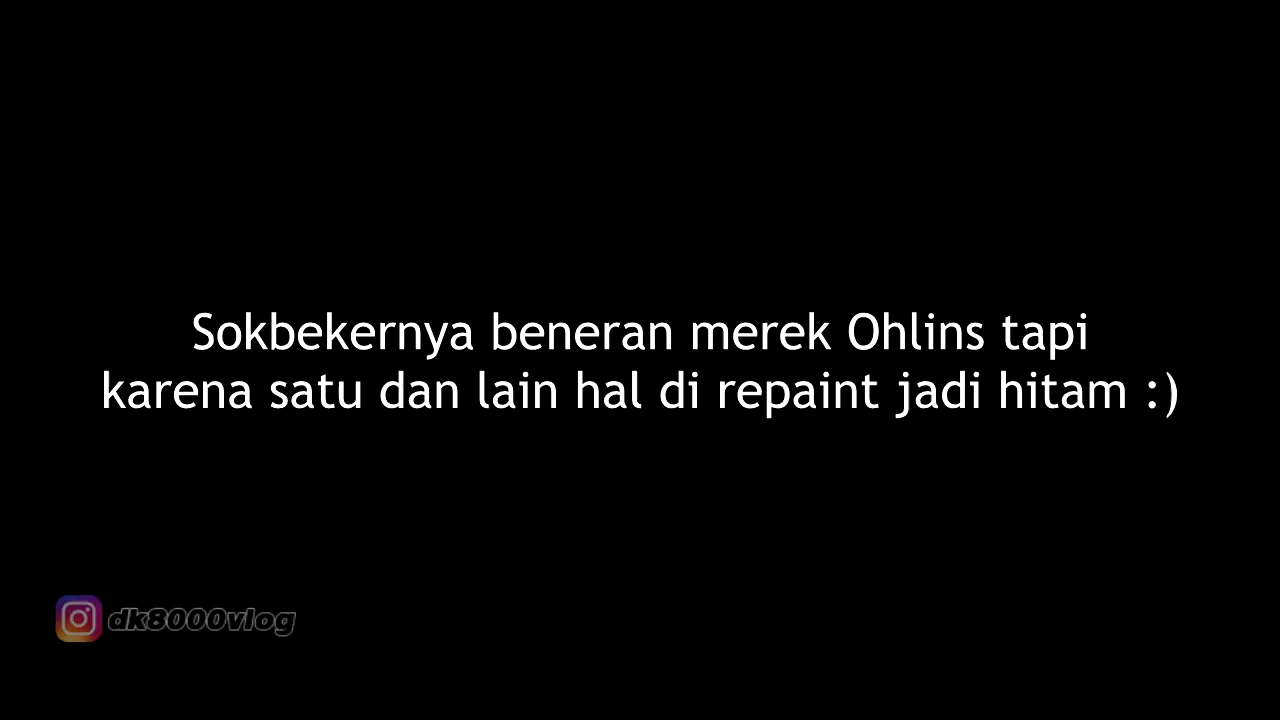 Sokbekernya beneran merek Ohlins tapi
karena satu dan lain hal di repaint jadi hitam :)
dk8000vlog